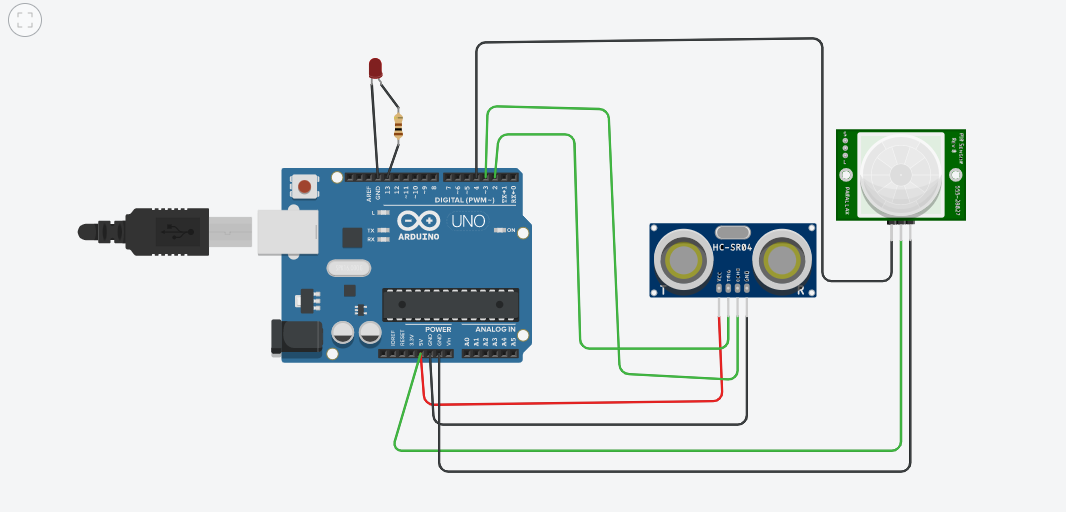 AREF
GND
13
12
~11
~10
~9
8
7
~6
~5
4
~3
2
TX→1
RX←0
DIGITAL (PWM~)
L
TX
RX
ARDUINO
UNO
ON
IOREF
RESET
3.3V
5V
GND
GND
Vin
POWER
ANALOG IN
A0
A1
A2
A3
A4
A5
HC-SR04
VCC
TRIG
ECHO
GND
T
R
PIR Sensor
Rev B
PARALLAX
555-28027